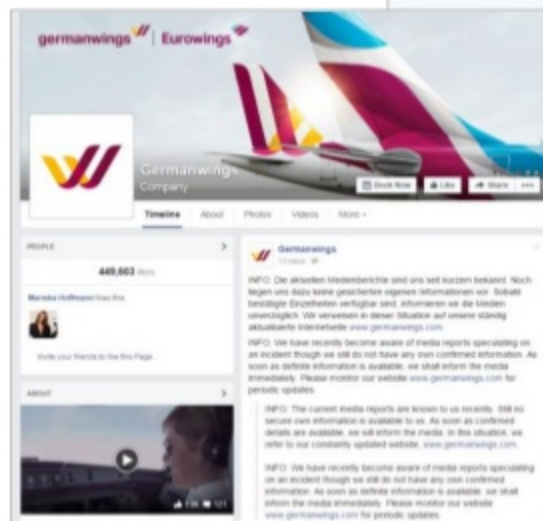 germanwings | Eurowings
Germanwings
Company
Book Now
Like
Share
Timeline
About
Photos
Videos
More
PEOPLE
449,603 likes
Mariska Hoffmann likes this.
Invite your friends to like this Page
ABOUT
Germanwings
12 mins
INFO: Die aktuellen Medienberichte sind uns seit kurzem bekannt. Noch
liegen uns dazu keine gesicherten eigenen Informationen vor. Sobald
bestätigte Einzelheiten verfügbar sind, informieren wir die Medien
unverzüglich. Wir verweisen in dieser Situation auf unsere ständig
aktualisierte Internetseite www.germanwings.com.
INFO: We have recently become aware of media reports speculating on
an incident though we still do not have any own confirmed information. As
soon as definite information is available, we shall inform the media
immediately. Please monitor our website www.germanwings.com for
periodic updates.
INFO: The current media reports are known to us recently. Still no
secure own information is available to us. As soon as confirmed
details are available, we will inform the media. In this situation, we
refer to our constantly updated website, www.germanwings.com.
INFO: We have recently become aware of media reports speculating
on an incident though we still do not have any own confirmed
information. As soon as definite information is available, we shall
inform the media immediately. Please monitor our website
www.germanwings.com for periodic updates.
121